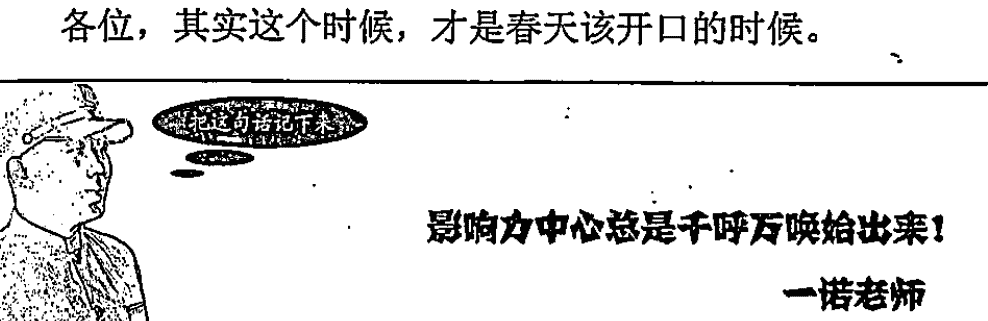 各位，其实这个时候，才是春天该开口的时候。
把这句话记下来
影响力中心总是千呼万唤始出来！
一诺老师